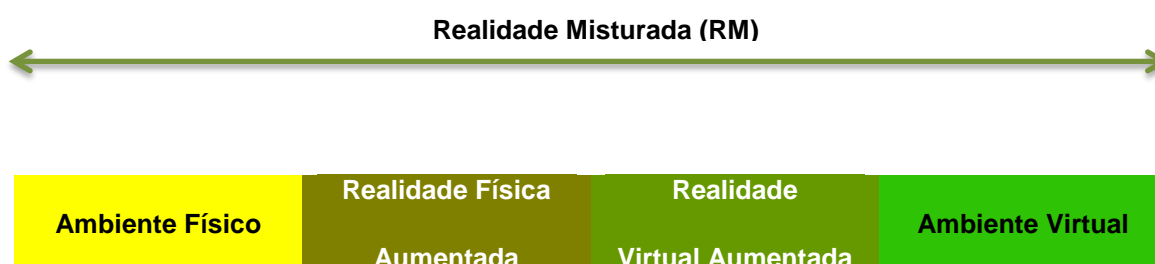 Realidade Misturada (RM)
Ambiente Físico
Realidade Física
Aumentada
Realidade
Virtual Aumentada
Ambiente Virtual